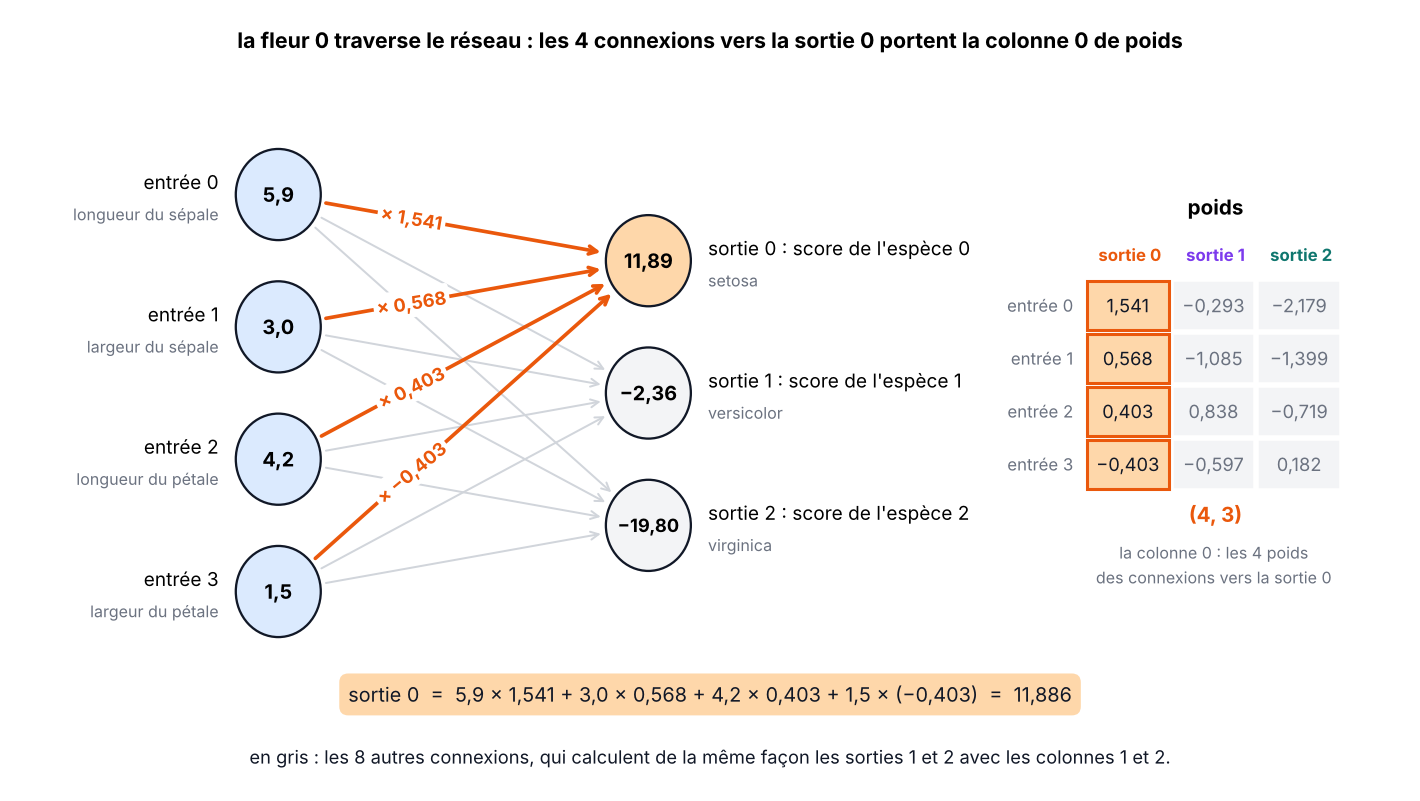 la fleur 0 traverse le réseau : les 4 connexions vers la sortie 0 portent la colonne 0 de poids
entrée 0
longueur du sépale
5,9
entrée 1
largeur du sépale
3,0
entrée 2
longueur du pétale
4,2
entrée 3
largeur du pétale
1,5
× 1,541
× 0,568
× 0,403
× −0,403
11,89
sortie 0 : score de l'espèce 0
setosa
−2,36
sortie 1 : score de l'espèce 1
versicolor
−19,80
sortie 2 : score de l'espèce 2
virginica
poids
sortie 0 sortie 1 sortie 2
entrée 0 1,541 −0,293 −2,179
entrée 1 0,568 −1,085 −1,399
entrée 2 0,403 0,838 −0,719
entrée 3 −0,403 −0,597 0,182
(4, 3)
la colonne 0 : les 4 poids
des connexions vers la sortie 0
sortie 0 = 5,9 × 1,541 + 3,0 × 0,568 + 4,2 × 0,403 + 1,5 × (−0,403) = 11,886
en gris : les 8 autres connexions, qui calculent de la même façon les sorties 1 et 2 avec les colonnes 1 et 2.